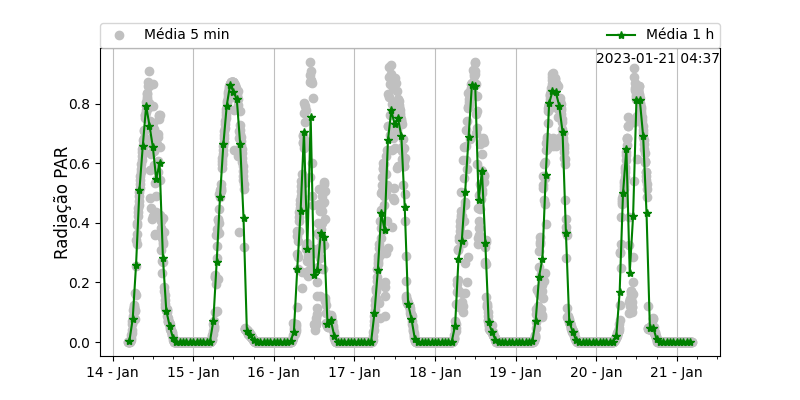 Média 5 min
Média 1 h
2023-01-21 04:37
Radiação PAR
0.8
0.6
0.4
0.2
0.0
14 - Jan
15 - Jan
16 - Jan
17 - Jan
18 - Jan
19 - Jan
20 - Jan
21 - Jan